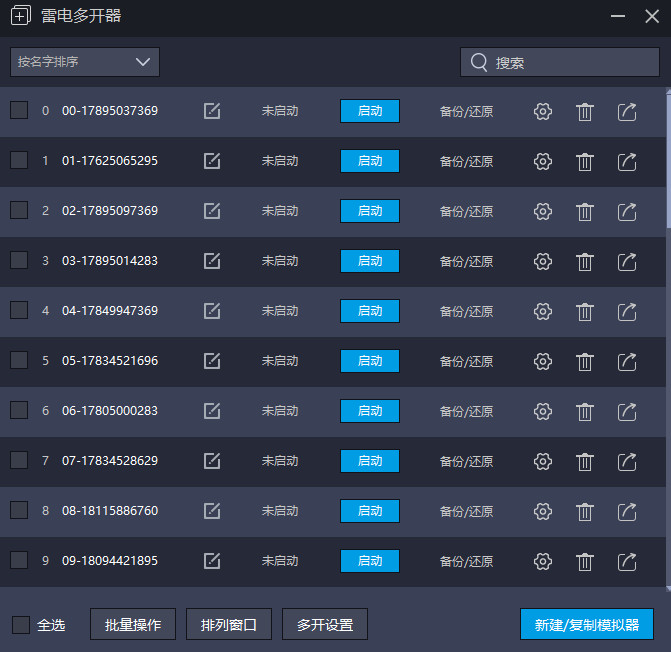 雷电多开器
按名字排序 搜索
0 00-17895037369 未启动 启动 备份/还原
1 01-17625065295 未启动 启动 备份/还原
2 02-17895097369 未启动 启动 备份/还原
3 03-17895014283 未启动 启动 备份/还原
4 04-17849947369 未启动 启动 备份/还原
5 05-17834521696 未启动 启动 备份/还原
6 06-17805000283 未启动 启动 备份/还原
7 07-17834528629 未启动 启动 备份/还原
8 08-18115886760 未启动 启动 备份/还原
9 09-18094421895 未启动 启动 备份/还原
全选 批量操作 排列窗口 多开设置 新建/复制模拟器